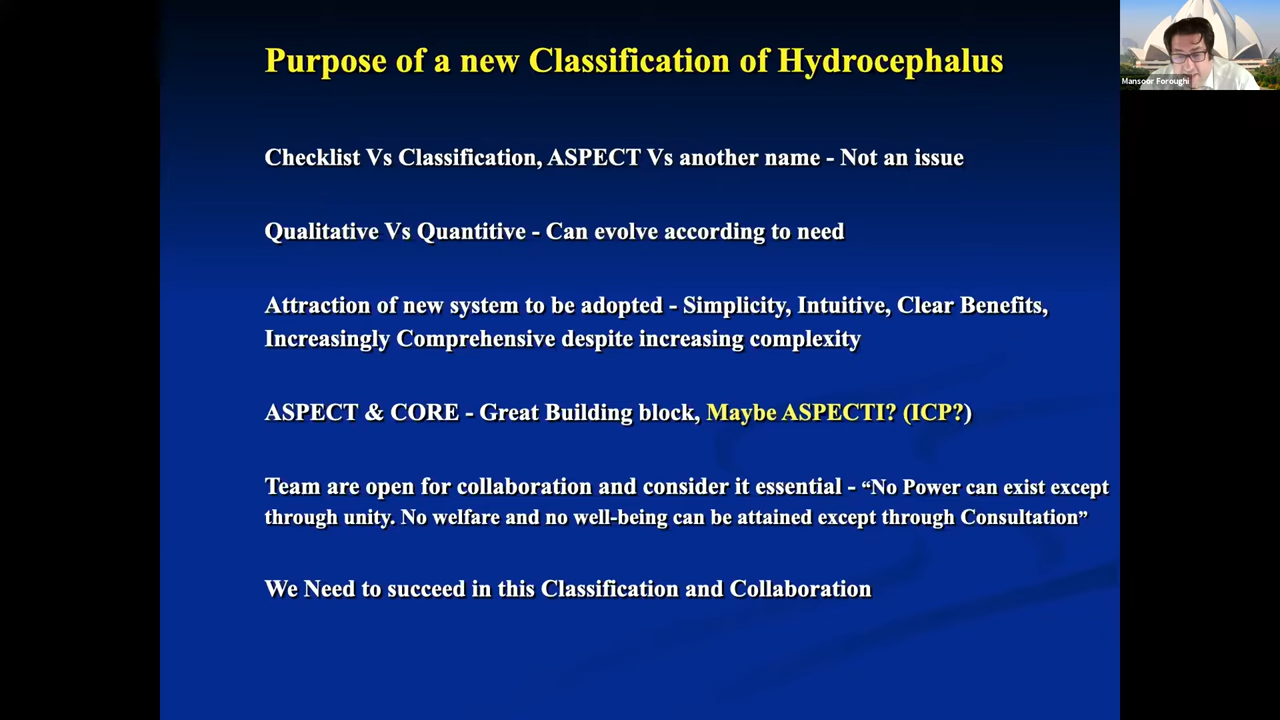 Purpose of a new Classification of Hydrocephalus
Mansoor Foroughi
Checklist Vs Classification, ASPECT Vs another name - Not an issue
Qualitative Vs Quantitive - Can evolve according to need
Attraction of new system to be adopted - Simplicity, Intuitive, Clear Benefits,
Increasingly Comprehensive despite increasing complexity
ASPECT & CORE - Great Building block, Maybe ASPECTI? (ICP?)
Team are open for collaboration and consider it essential - “No Power can exist except
through unity. No welfare and no well-being can be attained except through Consultation”
We Need to succeed in this Classification and Collaboration